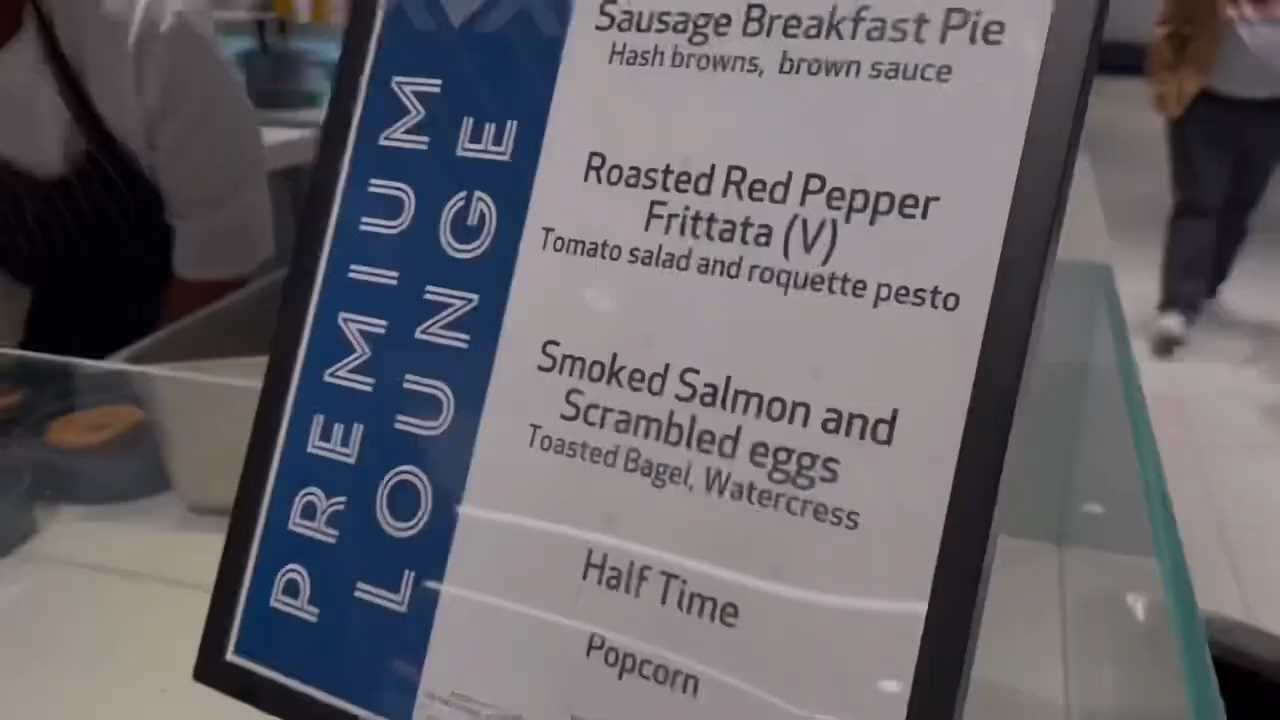 PREMIUM
LOUNGE
Sausage Breakfast Pie
Hash browns, brown sauce
Roasted Red Pepper
Frittata (V)
Tomato salad and roquette pesto
Smoked Salmon and
Scrambled eggs
Toasted Bagel, Watercress
Half Time
Popcorn